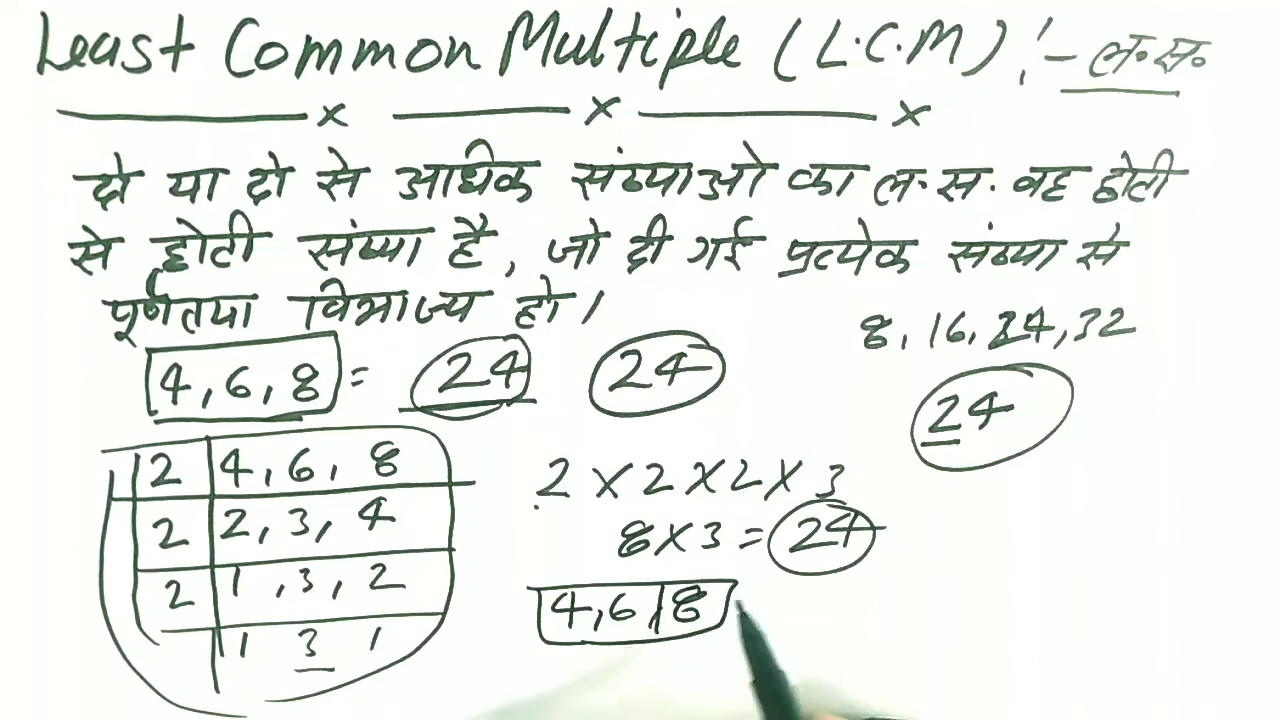 Least Common Multiple (L.C.M) :- ल.स.
दो या दो से अधिक संख्याओ का ल.स. वह छोटी
से छोटी संख्या है, जो दी गई प्रत्येक संख्या से
पूर्णतया विभाज्य हो।
8, 16, 24, 32
4, 6, 8 = 24 24
24
2 4, 6, 8
2 2, 3, 4
2 1, 3, 2
1 3 1
2 × 2 × 2 × 3
8 × 3 = 24
4, 6, 8